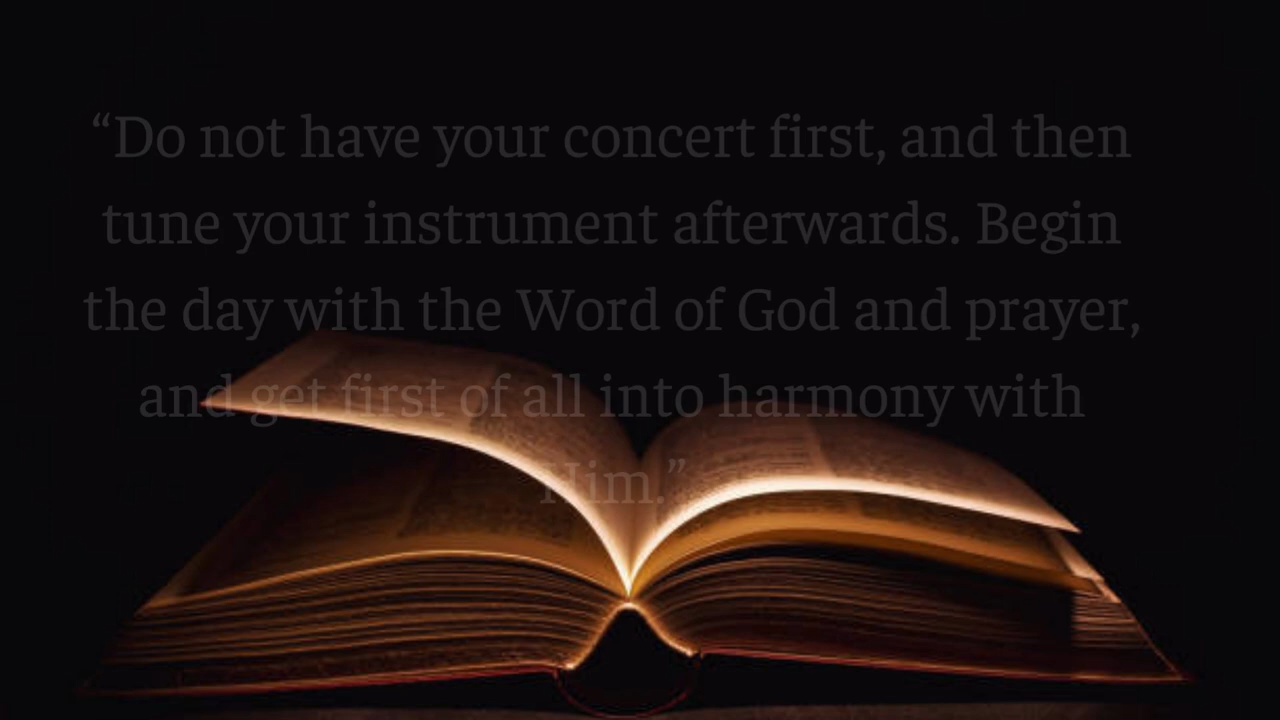 “Do not have your concert first, and then
tune your instrument afterwards. Begin
the day with the Word of God and prayer,
and get first of all into harmony with
Him.”